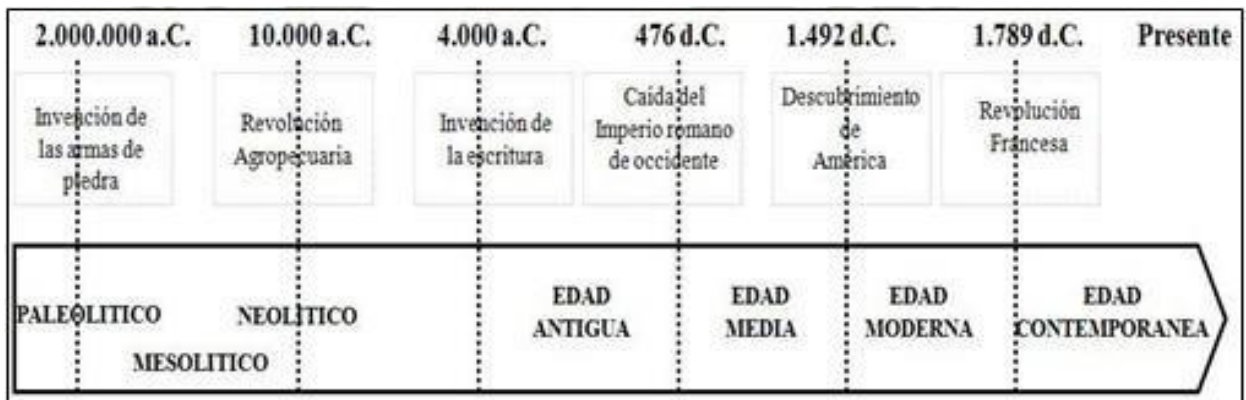 2.000.000 a.C. 10.000 a.C. 4.000 a.C. 476 d.C. 1.492 d.C. 1.789 d.C. Presente
Invención de
las armas de
piedra
Revolución
Agropecuaria
Invención de
la escritura
Caida del
Imperio romano
de occidente
Descubrimiento
de
América
Revolución
Francesa
PALEOLITICO
MESOLITICO
NEOLITICO
EDAD
ANTIGUA
EDAD
MEDIA
EDAD
MODERNA
EDAD
CONTEMPORANEA